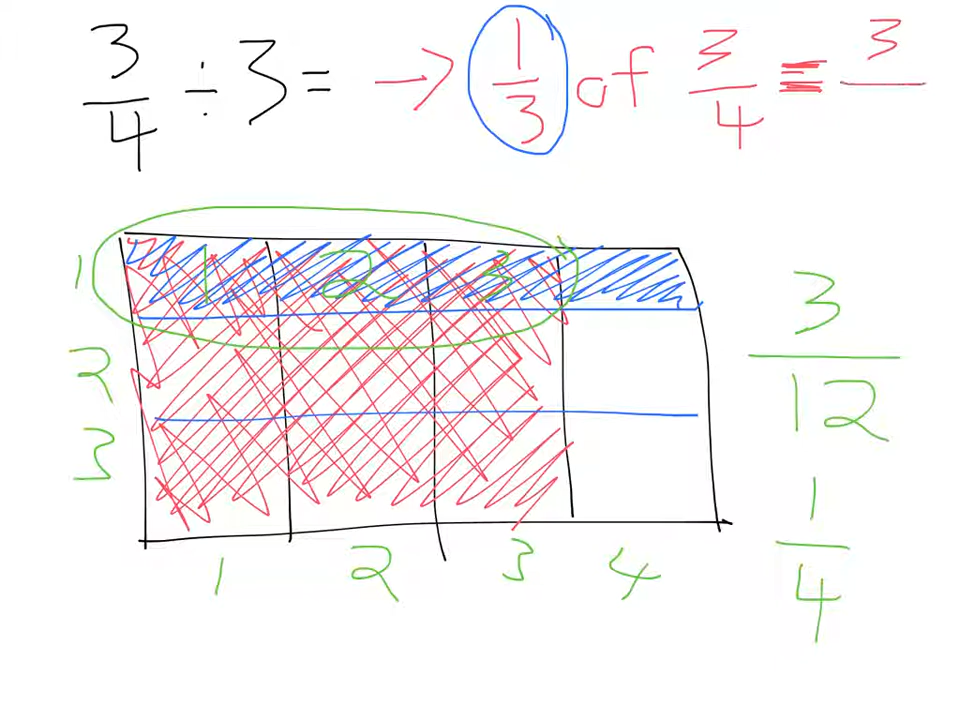 3/4 ÷ 3 = → 1/3 of 3/4 = 3/
1 1 2 3
2
3
3/12
1/4
1 2 3 4